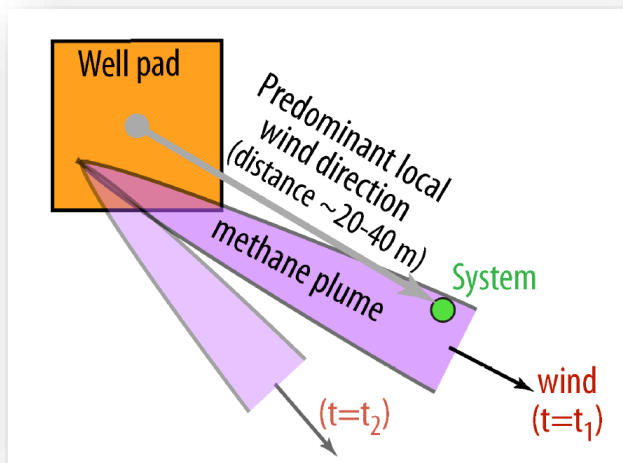 Well pad
Predominant local
wind direction
(distance ~20-40 m)
methane plume
System
wind
(t=t₁)
(t=t₂)